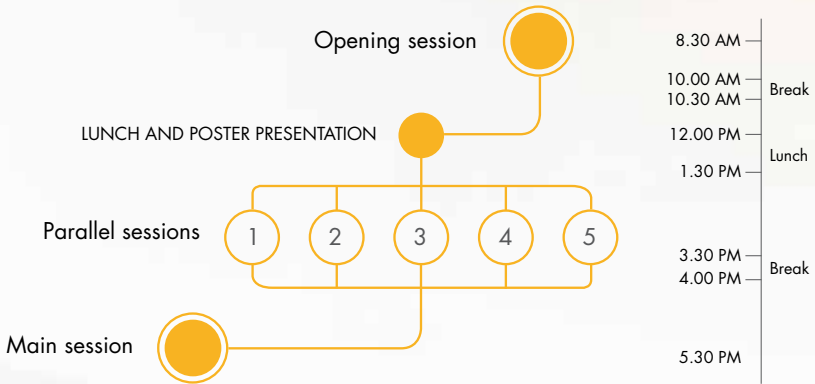 Opening session
8.30 AM
10.00 AM
Break
10.30 AM
LUNCH AND POSTER PRESENTATION
12.00 PM
Lunch
1.30 PM
Parallel sessions
1
2
3
4
5
3.30 PM
Break
4.00 PM
Main session
5.30 PM